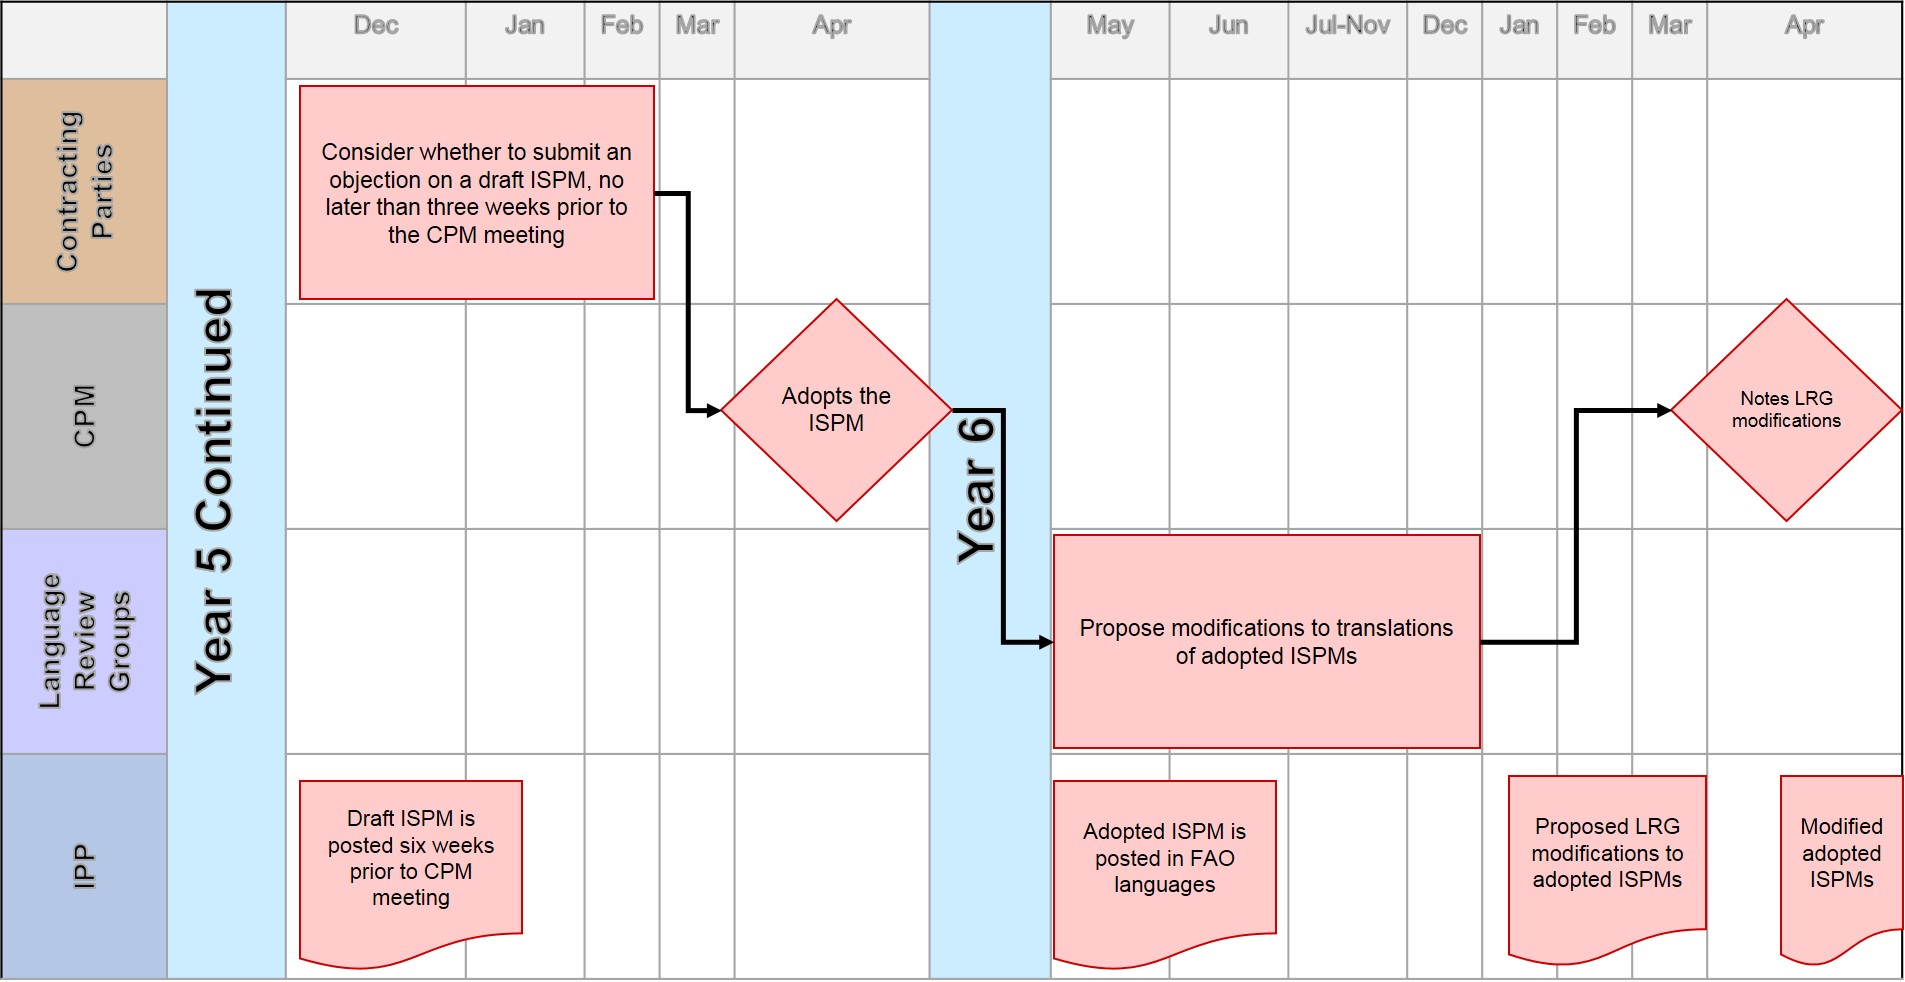 Dec
Jan
Feb
Mar
Apr
May
Jun
Jul-Nov
Dec
Jan
Feb
Mar
Apr
Year 5 Continued
Year 6
Contracting
Parties
Consider whether to submit an
objection on a draft ISPM, no
later than three weeks prior to
the CPM meeting
CPM
Adopts the
ISPM
Notes LRG
modifications
Language
Review
Groups
Propose modifications to translations
of adopted ISPMs
IPP
Draft ISPM is
posted six weeks
prior to CPM
meeting
Adopted ISPM is
posted in FAO
languages
Proposed LRG
modifications to
adopted ISPMs
Modified
adopted
ISPMs